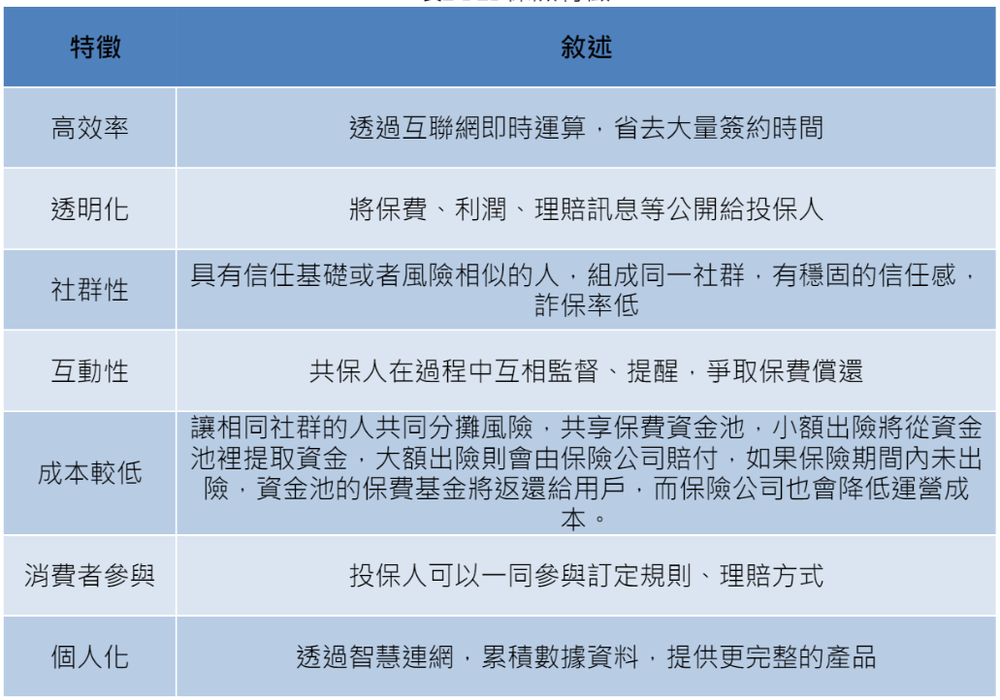 特徵
敘述
高效率
透過互聯網即時運算，省去大量簽約時間
透明化
將保費、利潤、理賠訊息等公開給投保人
社群性
具有信任基礎或者風險相似的人，組成同一社群，有穩固的信任感，
詐保率低
互動性
共保人在過程中互相監督、提醒，爭取保費償還
成本較低
讓相同社群的人共同分攤風險，共享保費資金池，小額出險將從資金
池裡提取資金，大額出險則會由保險公司賠付，如果保險期間內未出
險，資金池的保費基金將返還給用戶，而保險公司也會降低運營成
本。
消費者參與
投保人可以一同參與訂定規則、理賠方式
個人化
透過智慧連網，累積數據資料，提供更完整的產品